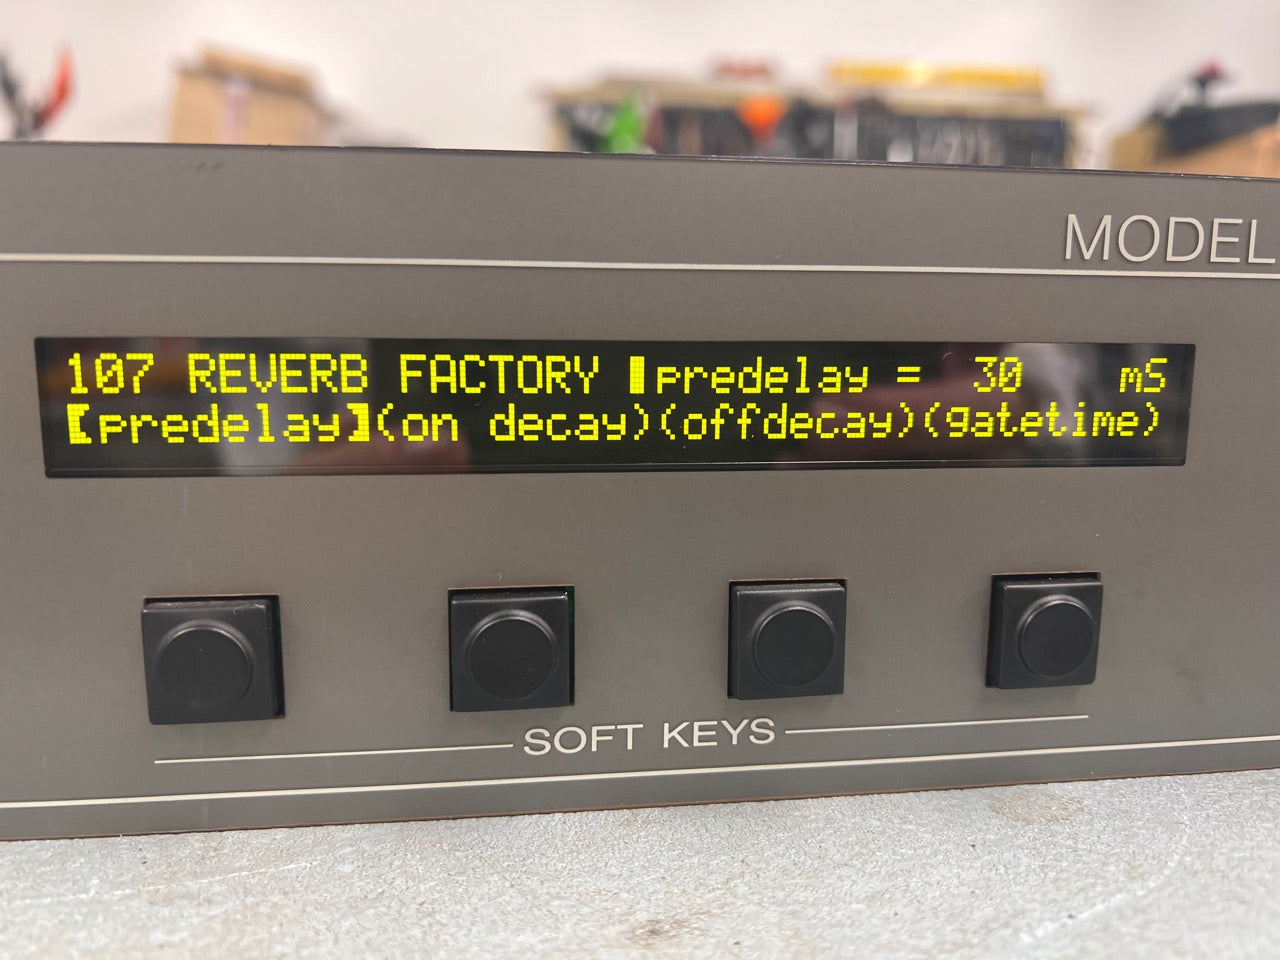 MODEL
107 REVERB FACTORY predelay = 30 mS
[predelay](on decay)(offdecay)(gatetime)
SOFT KEYS